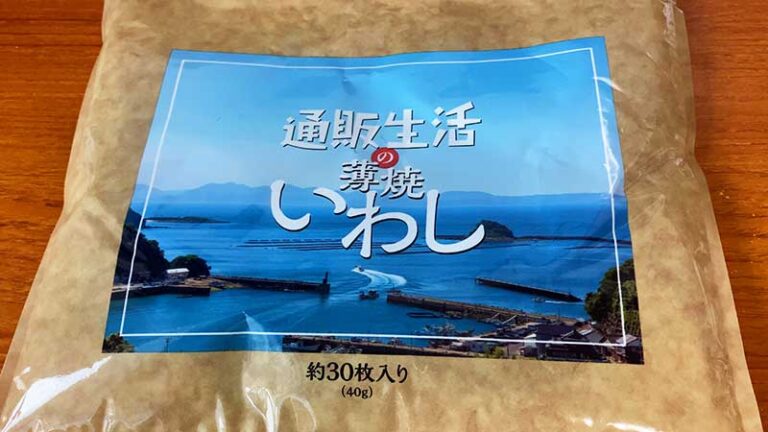 通販生活
の
薄焼
いわし
約30枚入り
(40g)